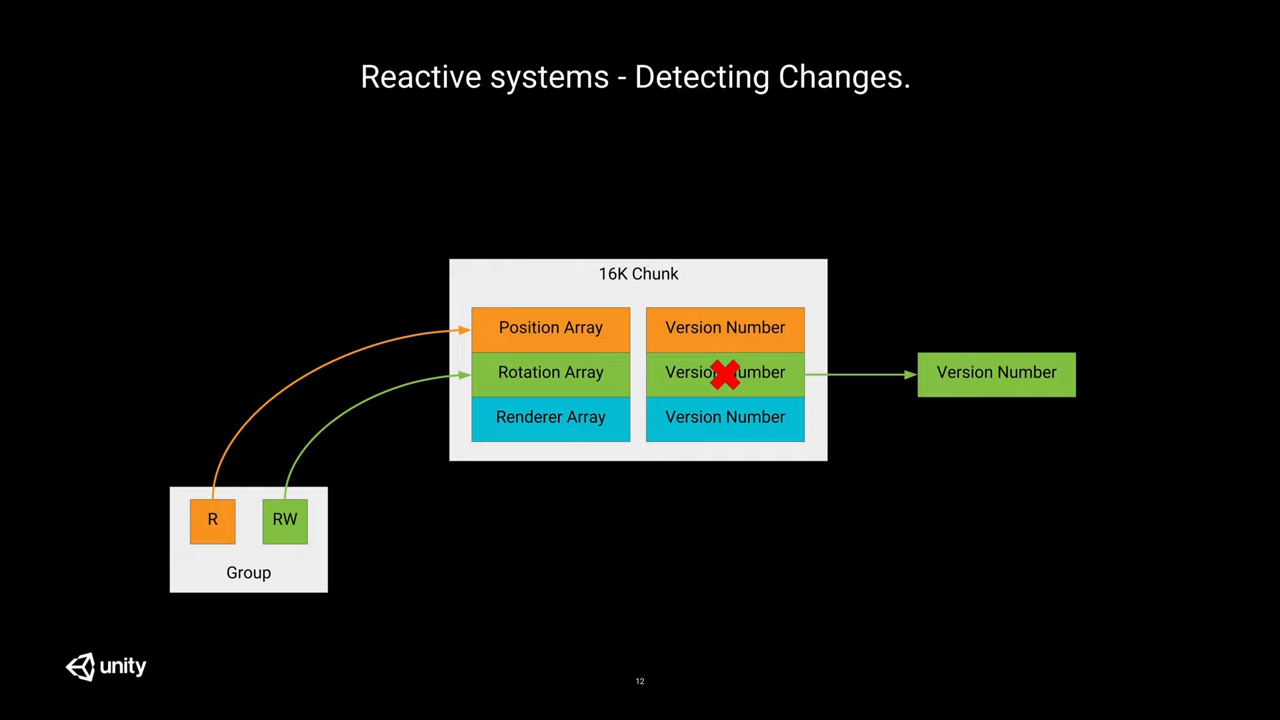 Reactive systems - Detecting Changes.
16K Chunk
Position Array
Version Number
Rotation Array
Version Number
Version Number
Renderer Array
Version Number
R
RW
Group
unity
12